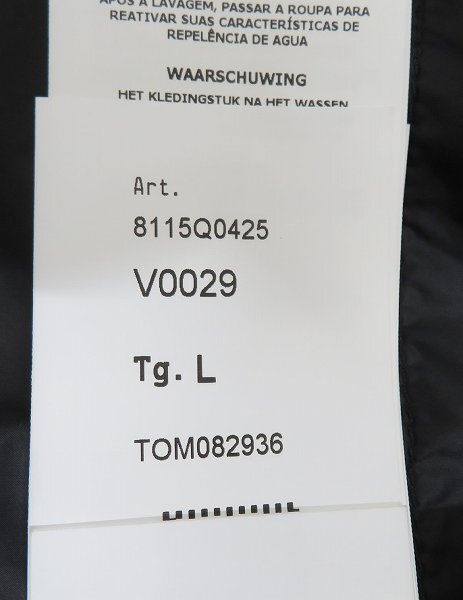 APÓS A LAVAGEM, PASSAR A ROUPA PARA
REATIVAR SUAS CARACTERÍSTICAS DE
REPELÊNCIA DE AGUA
WAARSCHUWING
HET KLEDINGSTUK NA HET WASSEN
Art.
8115Q0425
V0029
Tg. L
TOM082936